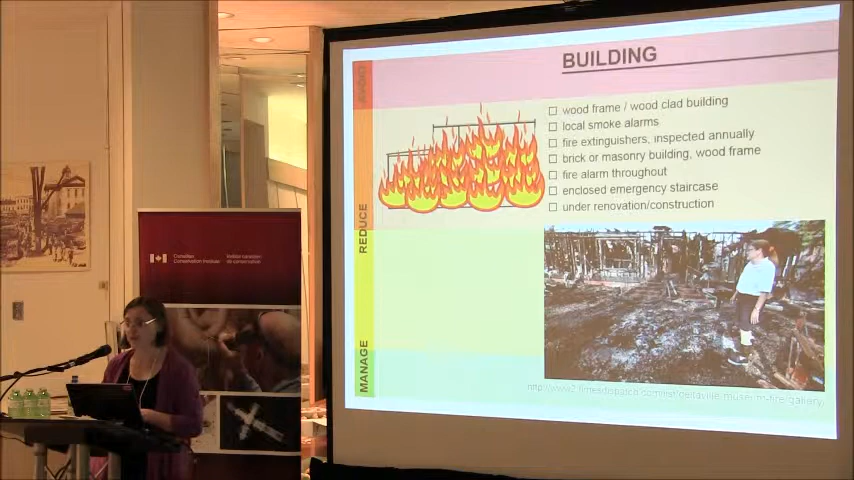 BUILDING
AVOID
wood frame / wood clad building
local smoke alarms
fire extinguishers, inspected annually
brick or masonry building, wood frame
fire alarm throughout
enclosed emergency staircase
under renovation/construction
REDUCE
MANAGE
Canadian
Conservation Institute
Institut canadien
de conservation